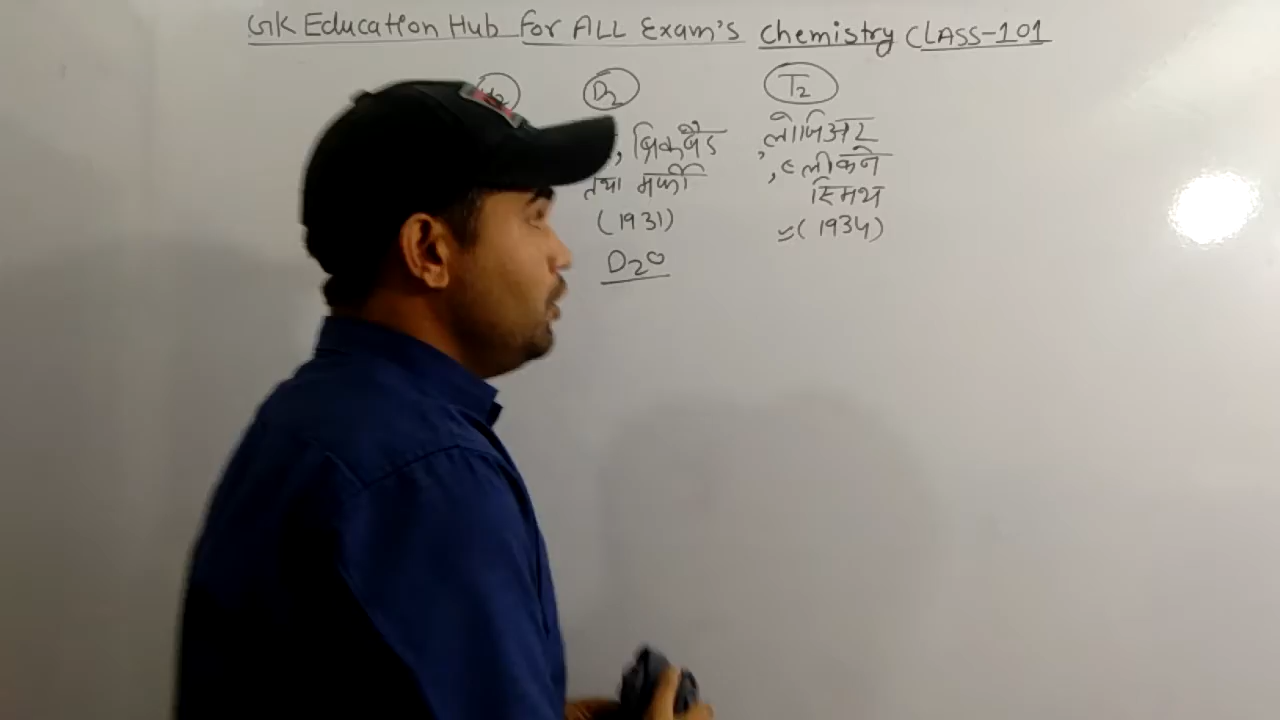 GK Education Hub For ALL Exam's Chemistry CLASS-101
D₂ T₂
, ब्रिकवैड ,लोजिअर
तथा मर्फी ,ब्लीकने
स्मिथ
(1931) (1934)
D₂O